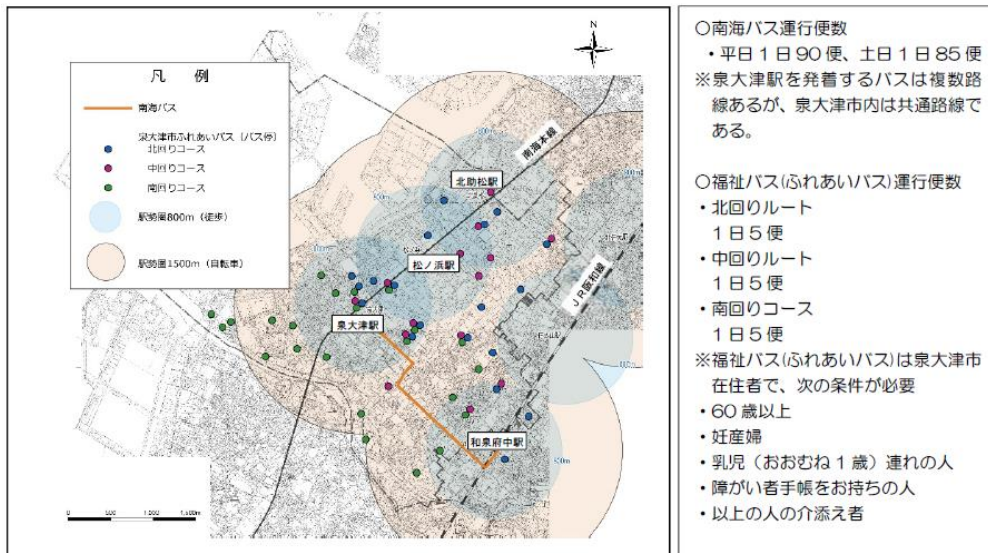 N
凡 例
南海バス
泉大津市ふれあいバス（バス停）
北回りコース
中回りコース
南回りコース
駅勢圏800m（徒歩）
駅勢圏1500m（自転車）
南海本線
北助松駅
松ノ浜駅
JR阪和線
泉大津駅
和泉府中駅
800m
800m
800m
0 500 1,000 1,500m
○南海バス運行便数
・平日１日90便、土日１日85便
※泉大津駅を発着するバスは複数路
線あるが、泉大津市内は共通路線で
ある。
○福祉バス(ふれあいバス)運行便数
・北回りルート
１日５便
・中回りルート
１日５便
・南回りコース
１日５便
※福祉バス(ふれあいバス)は泉大津市
在住者で、次の条件が必要
・60歳以上
・妊産婦
・乳児（おおむね１歳）連れの人
・障がい者手帳をお持ちの人
・以上の人の介添え者